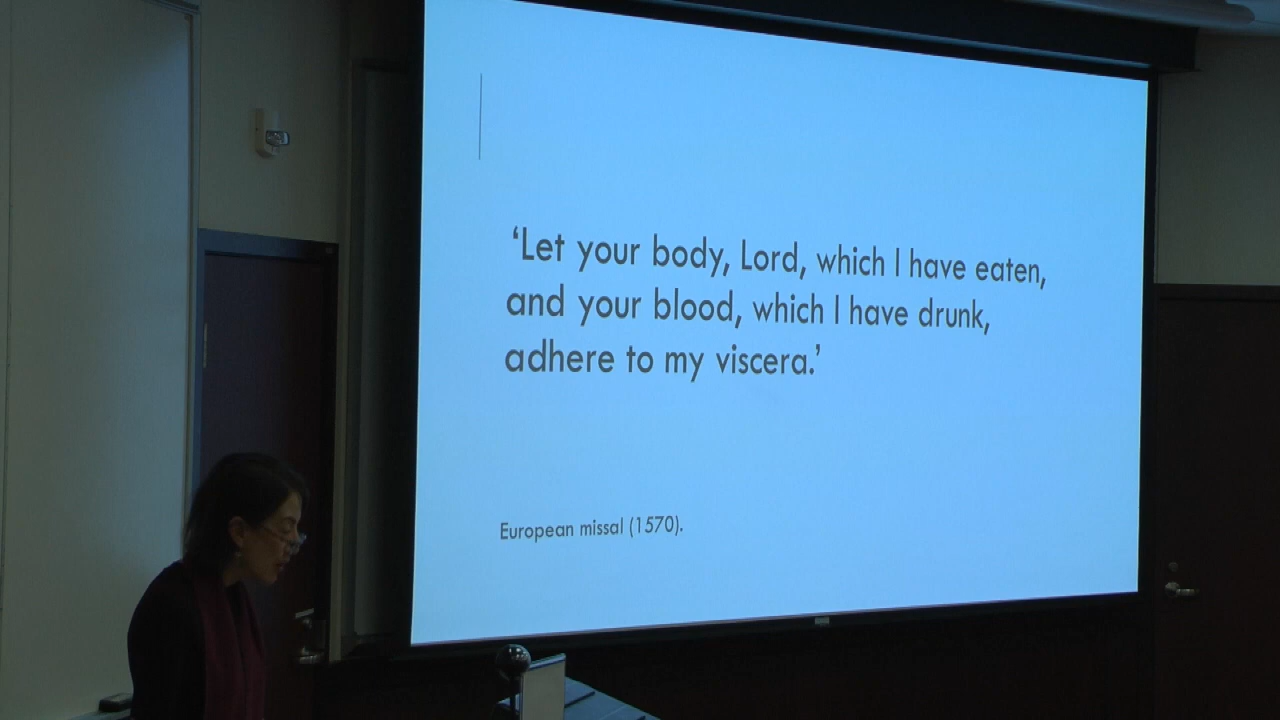 ‘Let your body, Lord, which I have eaten,
and your blood, which I have drunk,
adhere to my viscera.’
European missal (1570).